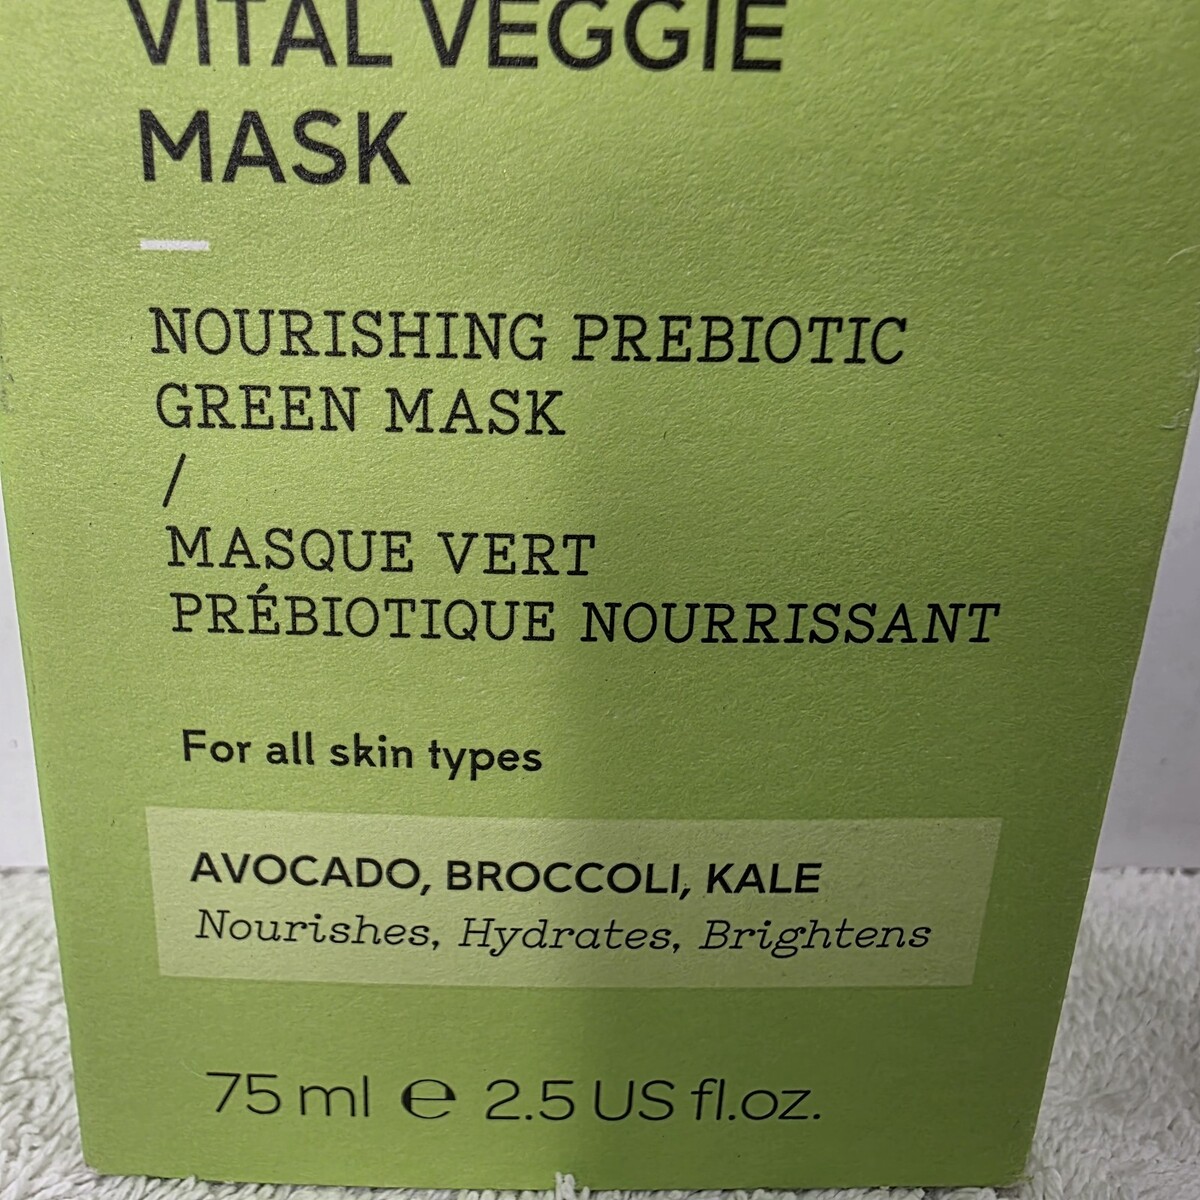 VITAL VEGGIE
MASK
NOURISHING PREBIOTIC
GREEN MASK
/
MASQUE VERT
PRÉBIOTIQUE NOURRISSANT
For all skin types
AVOCADO, BROCCOLI, KALE
Nourishes, Hydrates, Brightens
75 ml ℮ 2.5 US fl.oz.